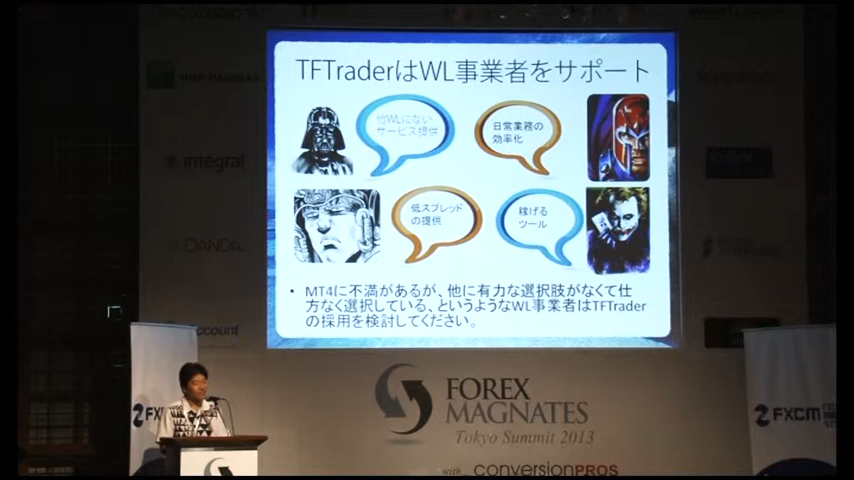 TFTraderはWL事業者をサポート
他WLにない
サービス提供
日常業務の
効率化
低スプレッド
の提供
稼げる
ツール
• MT4に不満があるが、他に有力な選択肢がなくて仕
方なく選択している、というようなWL事業者はTFTrader
の採用を検討してください。
integral
OANDA
account
FOREX
MAGNATES
Tokyo Summit 2013
with conversionPROS
FX
FXCM